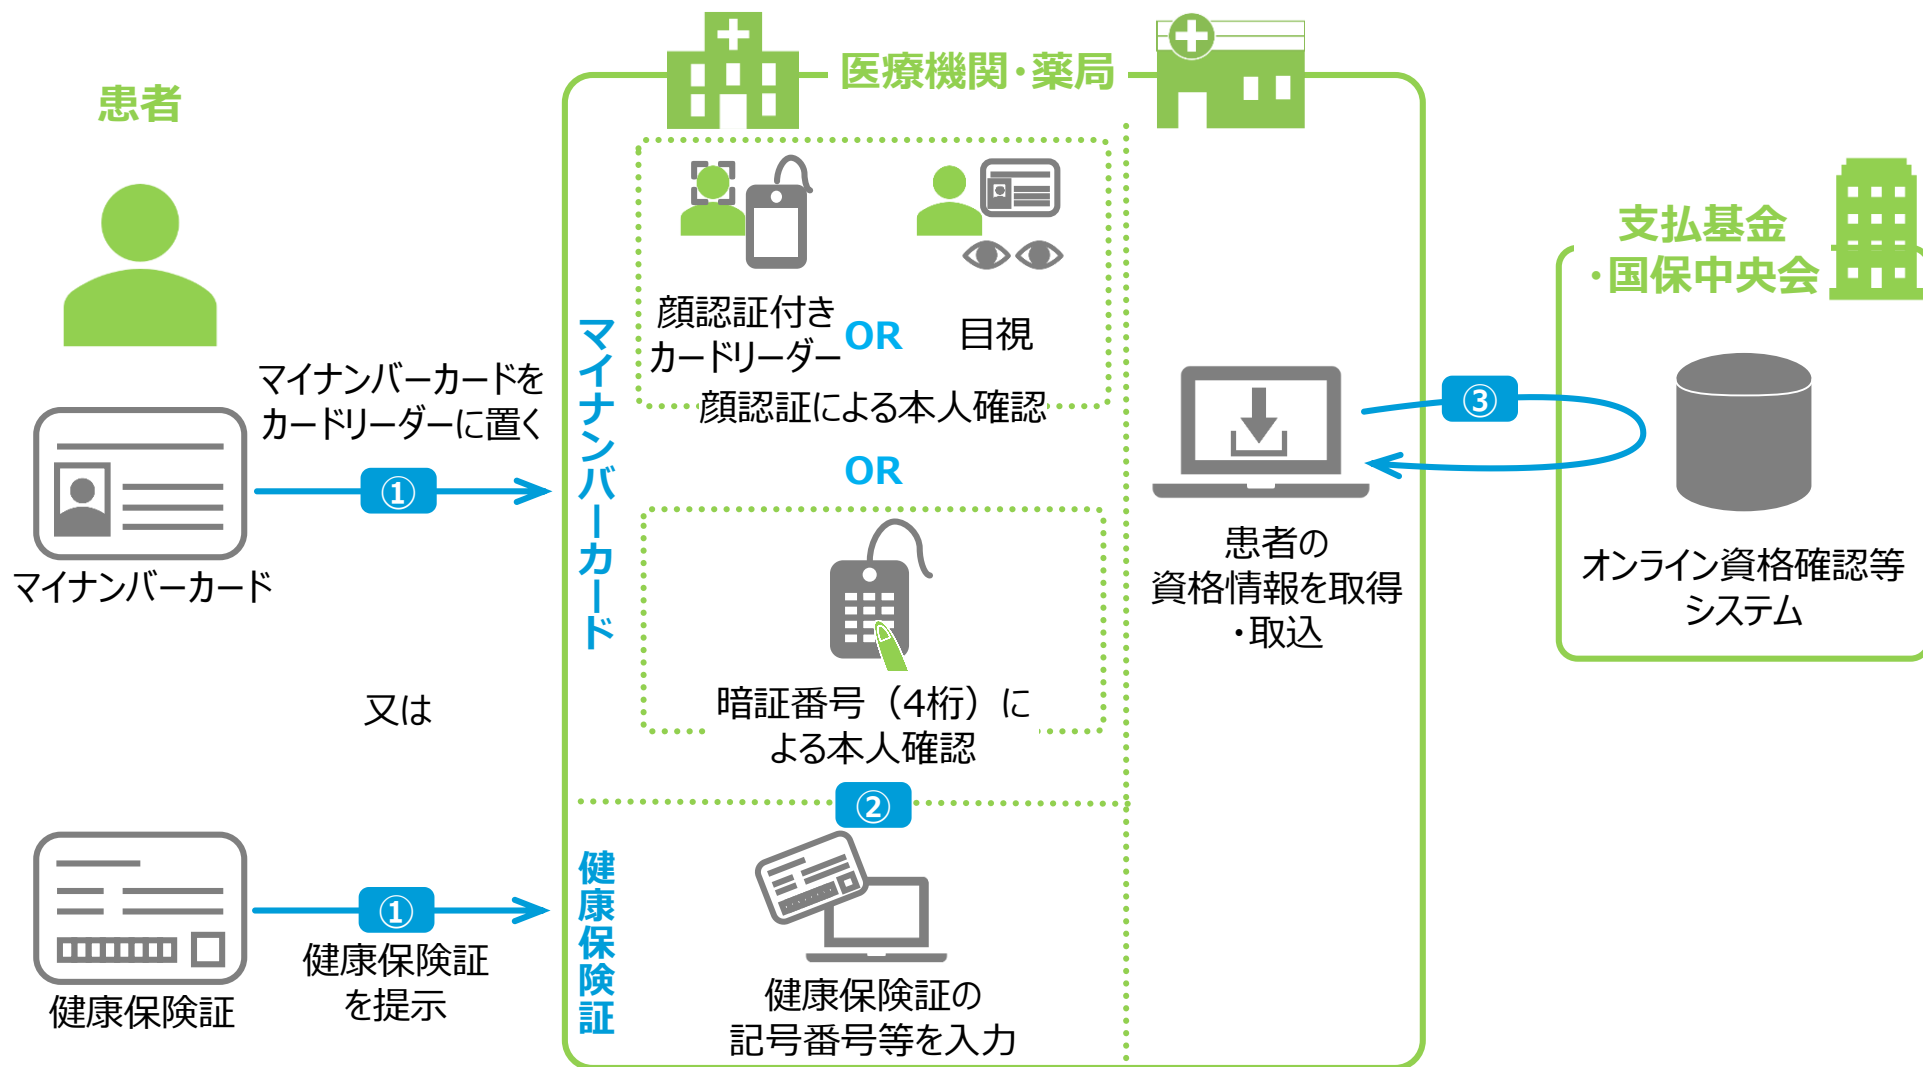 患者
マイナンバーカードを
カードリーダーに置く
①
マイナンバーカード
又は
①
健康保険証
を提示
健康保険証
医療機関・薬局
マイナンバーカード
顔認証付き
カードリーダー
OR
目視
顔認証による本人確認
OR
暗証番号（4桁）に
よる本人確認
②
健康保険証
健康保険証の
記号番号等を入力
患者の
資格情報を取得
・取込
③
支払基金
・国保中央会
オンライン資格確認等
システム